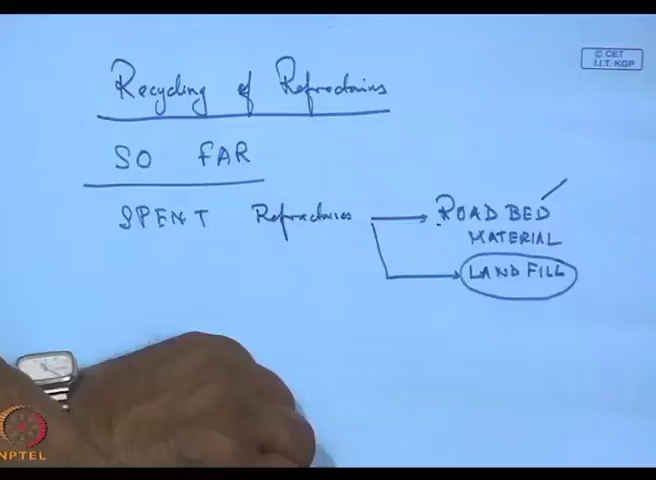 Recycling of Refractories
© CET
I.I.T. KGP
SO FAR
SPENT Refractories ROAD BED
MATERIAL
LAND FILL
NPTEL